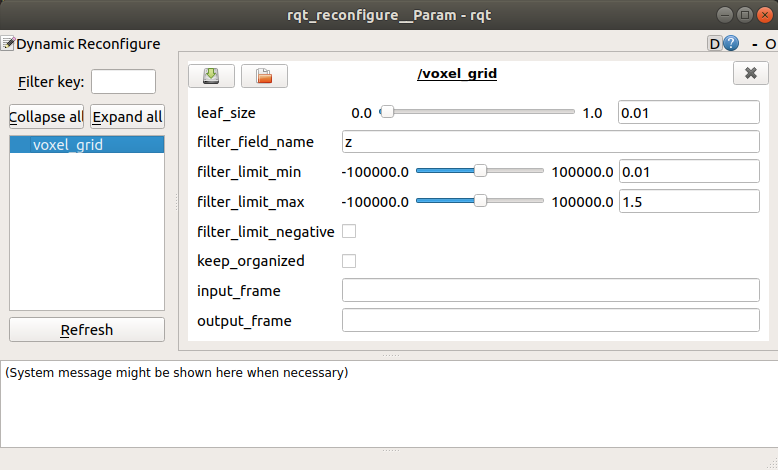 rqt_reconfigure__Param - rqt
Dynamic Reconfigure
D ? - O
Filter key:
Collapse all Expand all
voxel_grid
Refresh
/voxel_grid
leaf_size 0.0 1.0 0.01
filter_field_name z
filter_limit_min -100000.0 100000.0 0.01
filter_limit_max -100000.0 100000.0 1.5
filter_limit_negative
keep_organized
input_frame
output_frame
(System message might be shown here when necessary)